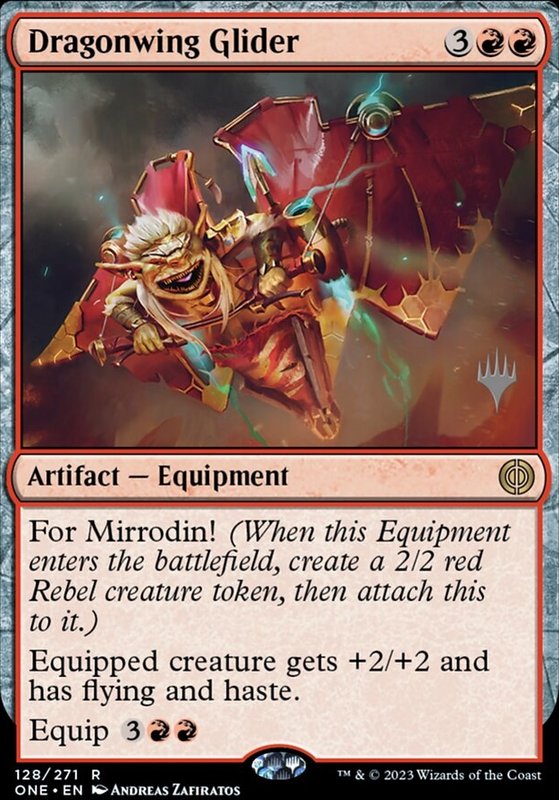 Dragonwing Glider 3
Artifact — Equipment
For Mirrodin! (When this Equipment
enters the battlefield, create a 2/2 red
Rebel creature token, then attach this
to it.)
Equipped creature gets +2/+2 and
has flying and haste.
Equip 3
128/271 R
ONE • EN Andreas Zafiratos
™ & © 2023 Wizards of the Coast